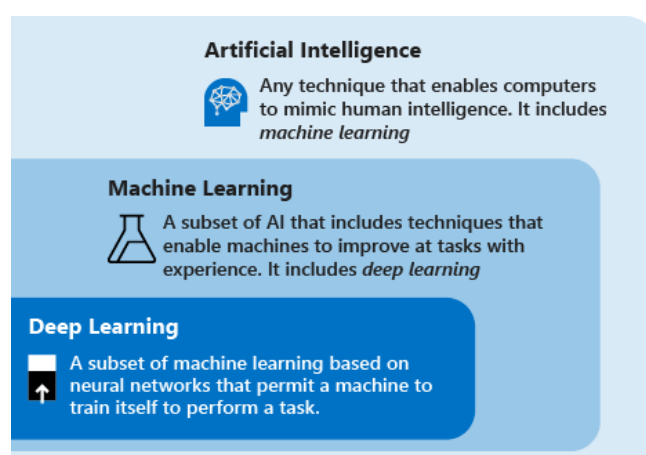 Artificial Intelligence
Any technique that enables computers
to mimic human intelligence. It includes
machine learning
Machine Learning
A subset of AI that includes techniques that
enable machines to improve at tasks with
experience. It includes deep learning
Deep Learning
A subset of machine learning based on
neural networks that permit a machine to
train itself to perform a task.